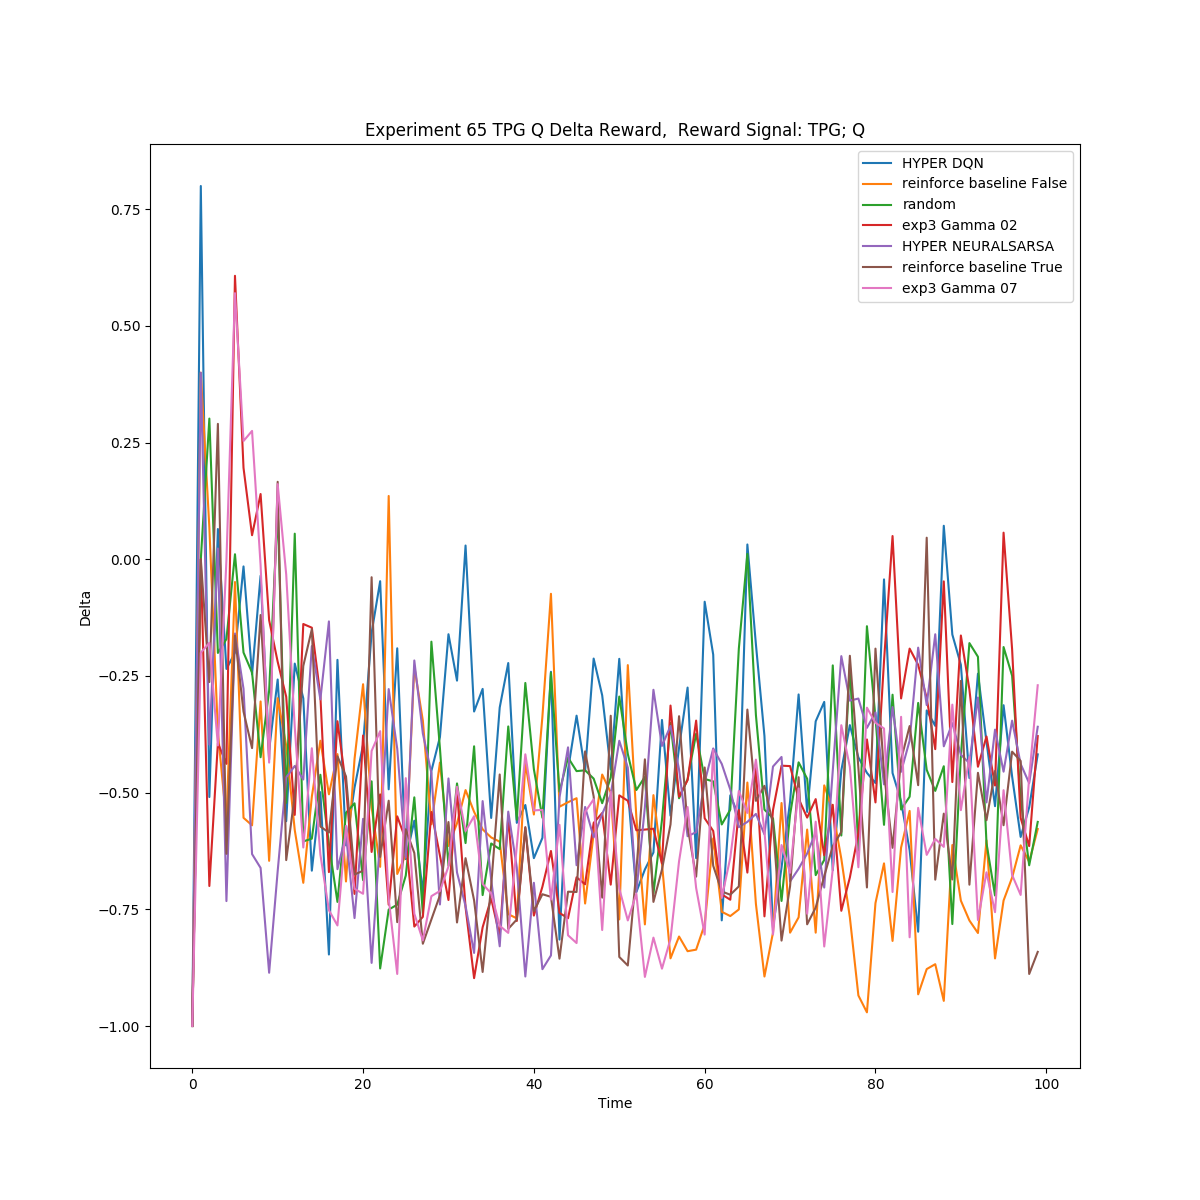 Experiment 65 TPG Q Delta Reward,  Reward Signal: TPG; Q
HYPER DQN
reinforce baseline False
random
exp3 Gamma 02
HYPER NEURALSARSA
reinforce baseline True
exp3 Gamma 07
0.75
0.50
0.25
0.00
−0.25
−0.50
−0.75
−1.00
Delta
0 20 40 60 80 100
Time